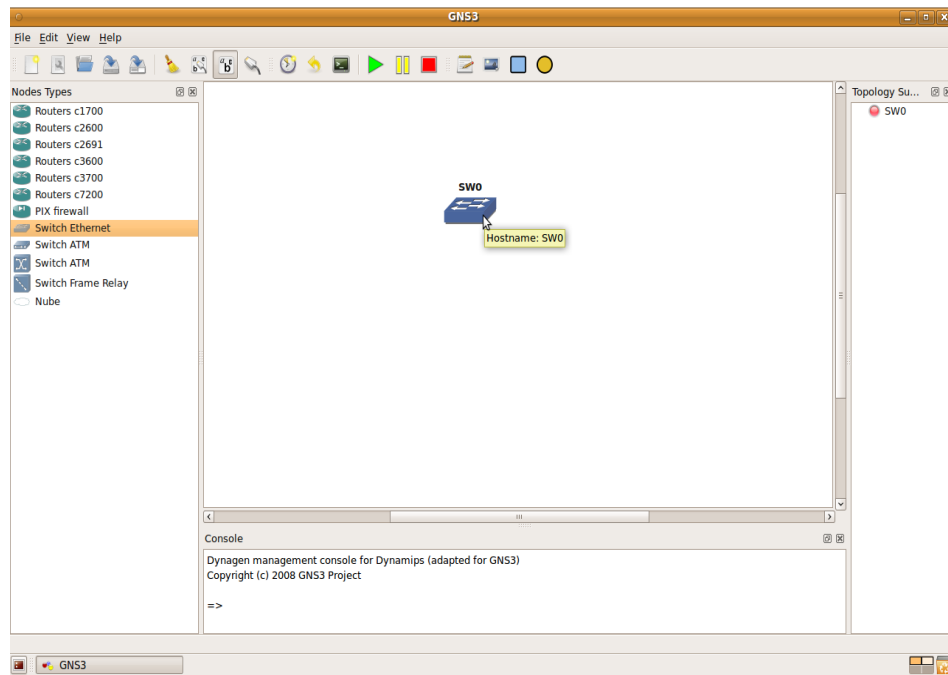 GNS3
File Edit View Help
Nodes Types
Routers c1700
Routers c2600
Routers c2691
Routers c3600
Routers c3700
Routers c7200
PIX firewall
Switch Ethernet
Switch ATM
Switch ATM
Switch Frame Relay
Nube
SW0
Hostname: SW0
Topology Su...
SW0
Console
Dynagen management console for Dynamips (adapted for GNS3)
Copyright (c) 2008 GNS3 Project
=>
GNS3